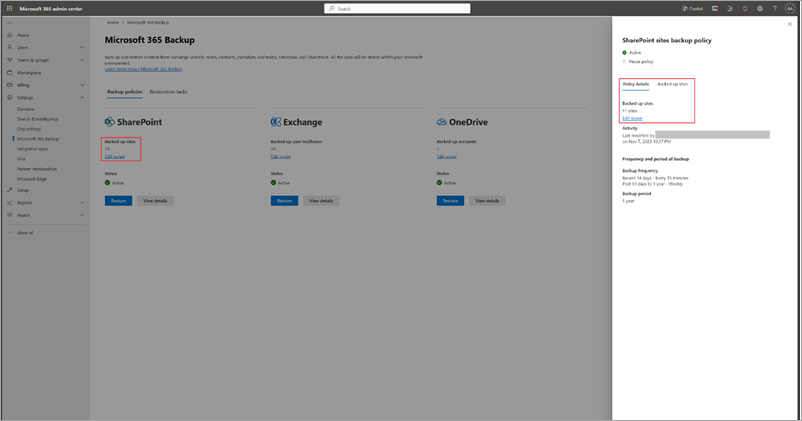 Microsoft 365 admin center
Search
Copilot
RA
Home
Users
Teams & groups
Marketplace
Billing
Settings
Domains
Search & intelligence
Org settings
Microsoft 365 Backup
Integrated apps
Viva
Partner relationships
Microsoft Edge
Setup
Reports
Health
Show all
Home > Microsoft 365 Backup
Microsoft 365 Backup
Back up and restore content from Exchange (emails, notes, contacts, calendars, and tasks), OneDrive, and SharePoint. All the data will be stored within your Microsoft
environment.
Learn more about Microsoft 365 Backup
Backup policies Restoration tasks
SharePoint
Backed up sites
11
Edit scope
Status
Active
Restore View details
Exchange
Backed up user mailboxes
Edit scope
Status
Active
Restore View details
OneDrive
Backed up accounts
Edit scope
Status
Active
Restore View details
SharePoint sites backup policy
Active
Pause policy
Policy details Backed up sites
Backed up sites
11 sites
Edit scope
Activity
Last modified by
on Nov 7, 2023 10:37 PM
Frequency and period of backup
Backup frequency
Recent 14 days - Every 15 minutes
Past 15 days to 1 year - Weekly
Backup period
1 year